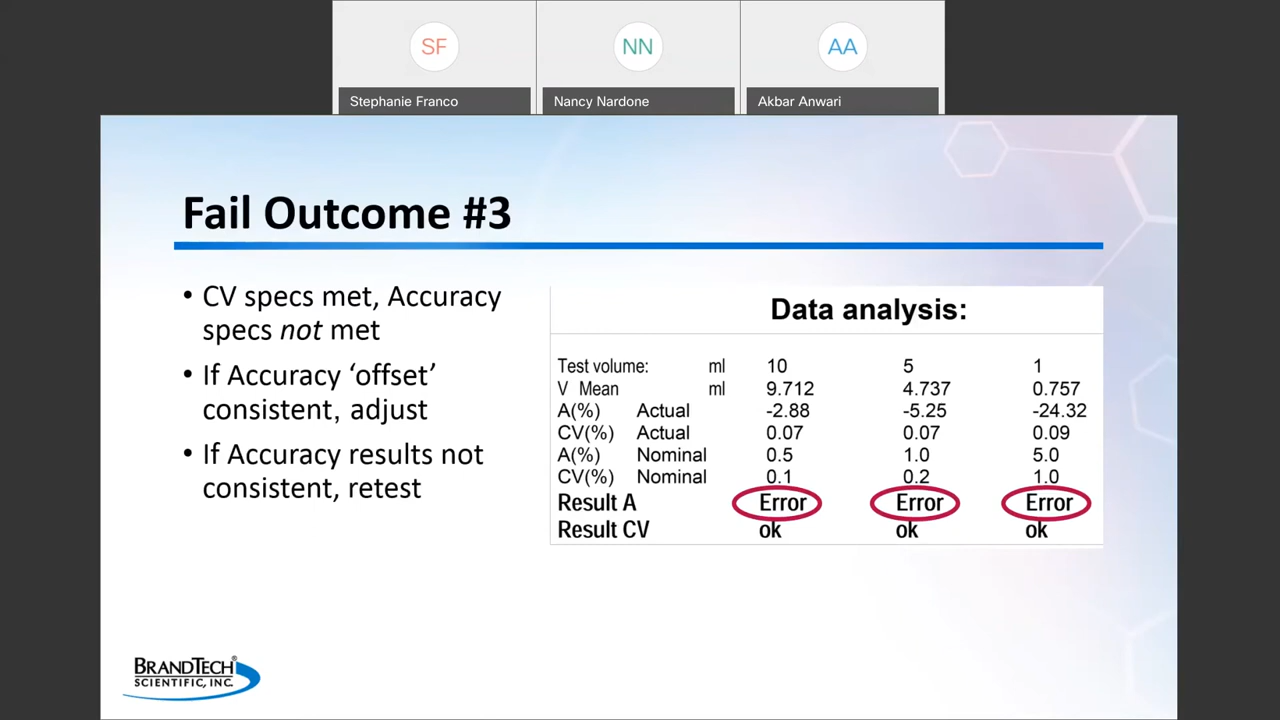 SF
NN
AA
Stephanie Franco
Nancy Nardone
Akbar Anwari
Fail Outcome #3
• CV specs met, Accuracy
specs not met
• If Accuracy ‘offset’
consistent, adjust
• If Accuracy results not
consistent, retest
Data analysis:
Test volume: ml 10 5 1
V Mean ml 9.712 4.737 0.757
A(%) Actual -2.88 -5.25 -24.32
CV(%) Actual 0.07 0.07 0.09
A(%) Nominal 0.5 1.0 5.0
CV(%) Nominal 0.1 0.2 1.0
Result A Error Error Error
Result CV ok ok ok
BRANDTECH®
SCIENTIFIC, INC.